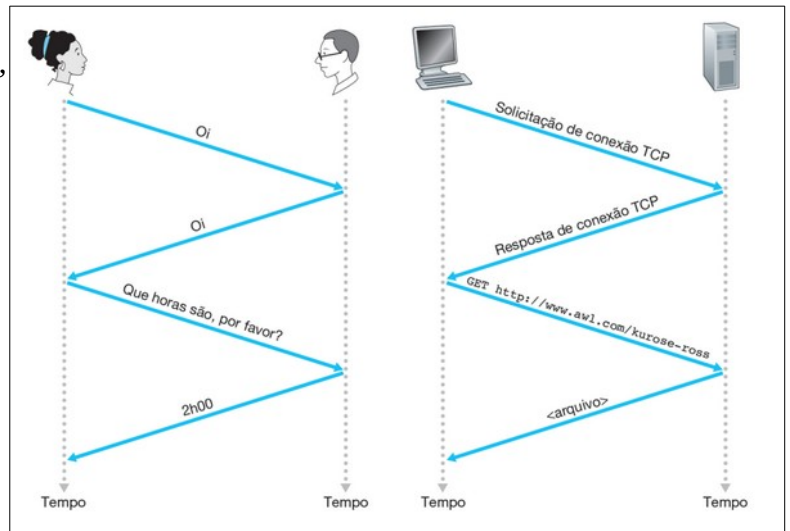 ,
Oi
Oi
Que horas são, por favor?
2h00
Tempo
Tempo
Solicitação de conexão TCP
Resposta de conexão TCP
GET http://www.awl.com/kurose-ross
<arquivo>
Tempo
Tempo